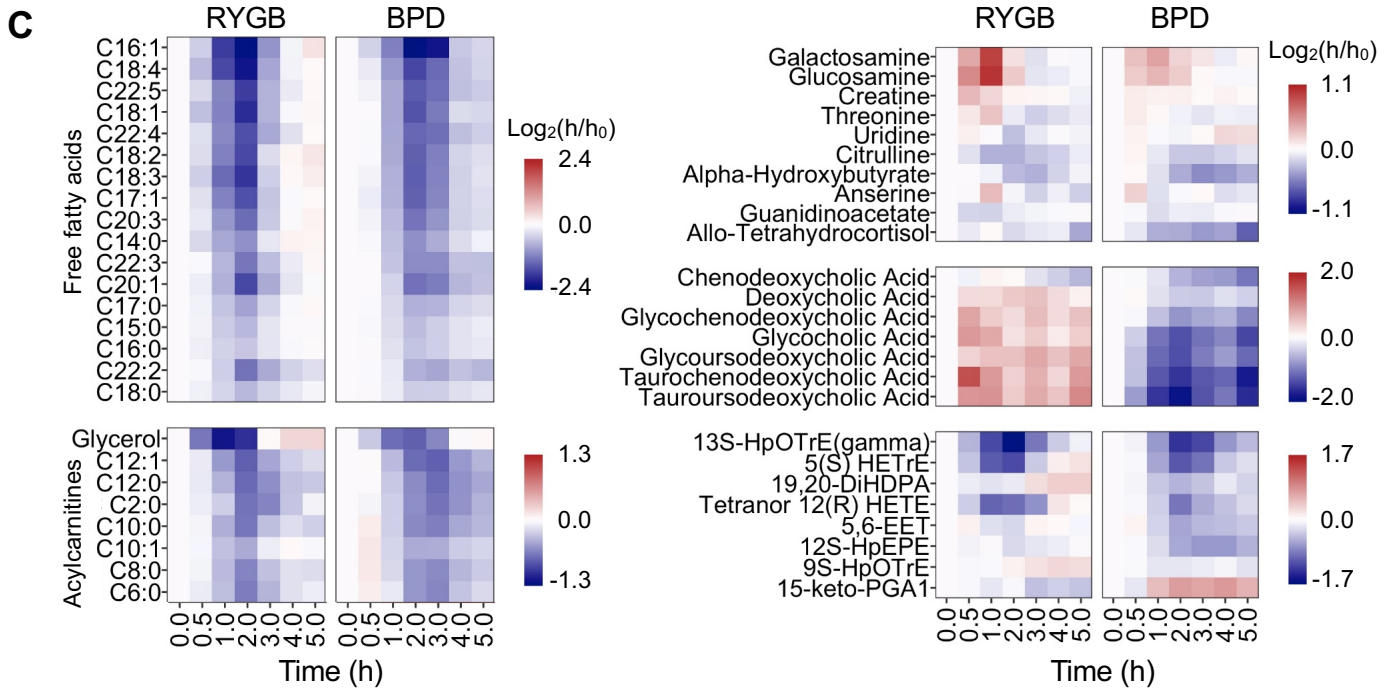 C
RYGB BPD
Free fatty acids
C16:1
C18:4
C22:5
C18:1
C22:4
C18:2
C18:3
C17:1
C20:3
C14:0
C22:3
C20:1
C17:0
C15:0
C16:0
C22:2
C18:0
Log₂(h/h₀)
2.4
0.0
-2.4
Acylcarnitines
Glycerol
C12:1
C12:0
C2:0
C10:0
C10:1
C8:0
C6:0
1.3
0.0
-1.3
0.0 0.5 1.0 2.0 3.0 4.0 5.0 0.0 0.5 1.0 2.0 3.0 4.0 5.0
Time (h)
RYGB BPD
Galactosamine
Glucosamine
Creatine
Threonine
Uridine
Citrulline
Alpha-Hydroxybutyrate
Anserine
Guanidinoacetate
Allo-Tetrahydrocortisol
Log₂(h/h₀)
1.1
0.0
-1.1
Chenodeoxycholic Acid
Deoxycholic Acid
Glycochenodeoxycholic Acid
Glycocholic Acid
Glycoursodeoxycholic Acid
Taurochenodeoxycholic Acid
Tauroursodeoxycholic Acid
2.0
0.0
-2.0
13S-HpOTrE(gamma)
5(S) HETrE
19,20-DiHDPA
Tetranor 12(R) HETE
5,6-EET
12S-HpEPE
9S-HpOTrE
15-keto-PGA1
1.7
0.0
-1.7
0.0 0.5 1.0 2.0 3.0 4.0 5.0 0.0 0.5 1.0 2.0 3.0 4.0 5.0
Time (h)